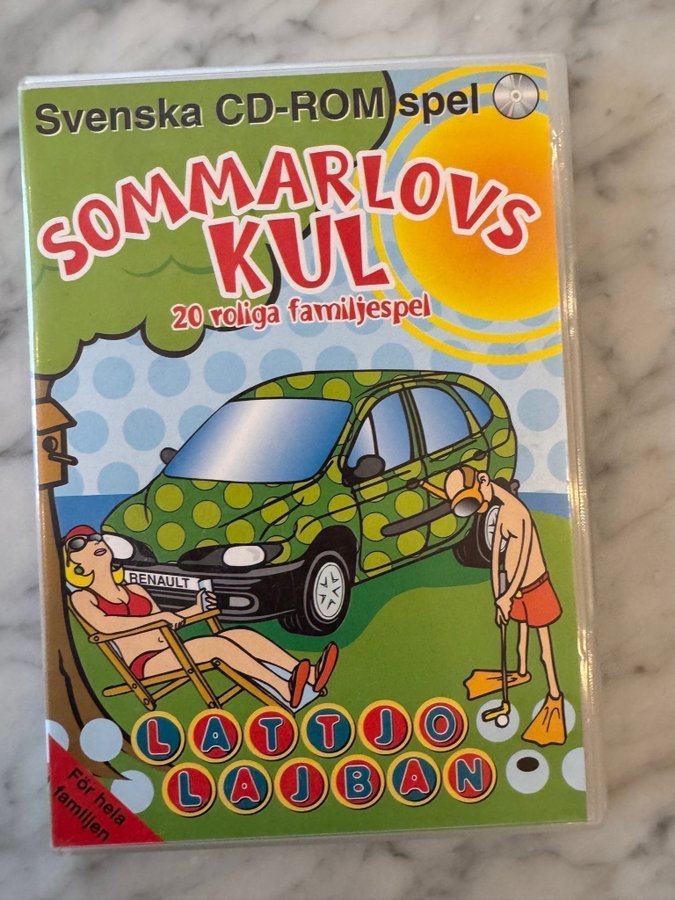 Svenska CD-ROM spel
SOMMARLOVS
KUL
20 roliga familjespel
RENAULT
LATTJO
LAJBAN
För hela
familjen